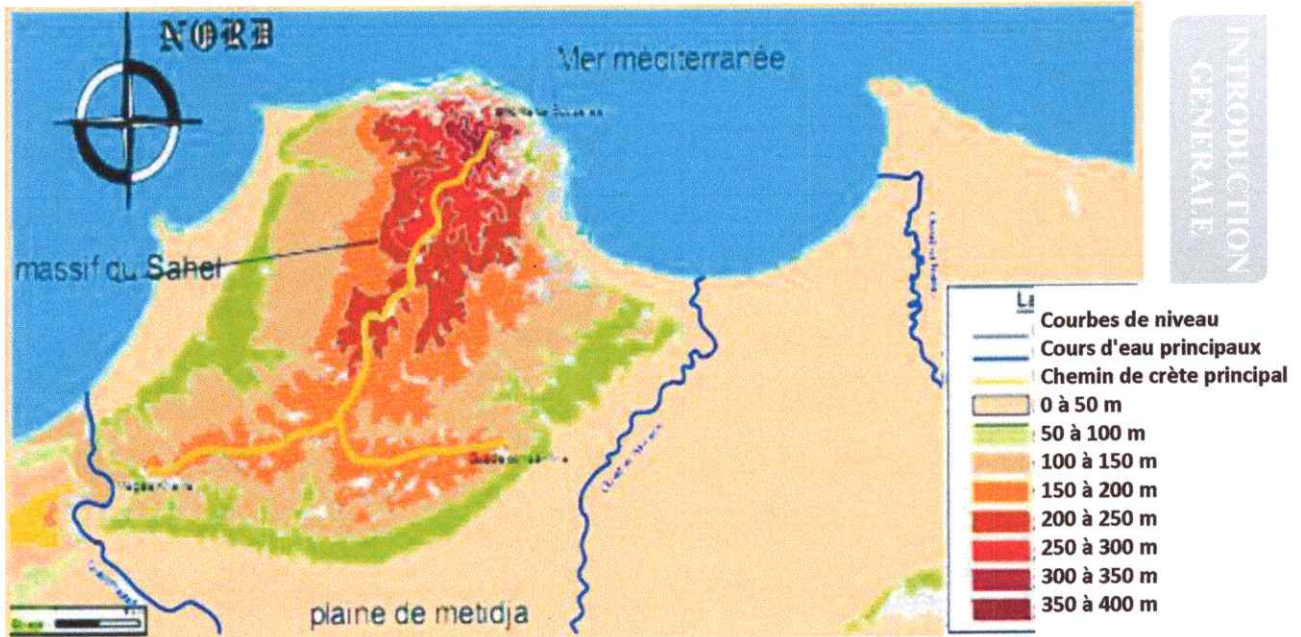 NORD
Mer méditerranée
massif du Sahel
plaine de metidja
INTRODUCTION
GENERALE
Courbes de niveau
Cours d'eau principaux
Chemin de crète principal
0 à 50 m
50 à 100 m
100 à 150 m
150 à 200 m
200 à 250 m
250 à 300 m
300 à 350 m
350 à 400 m